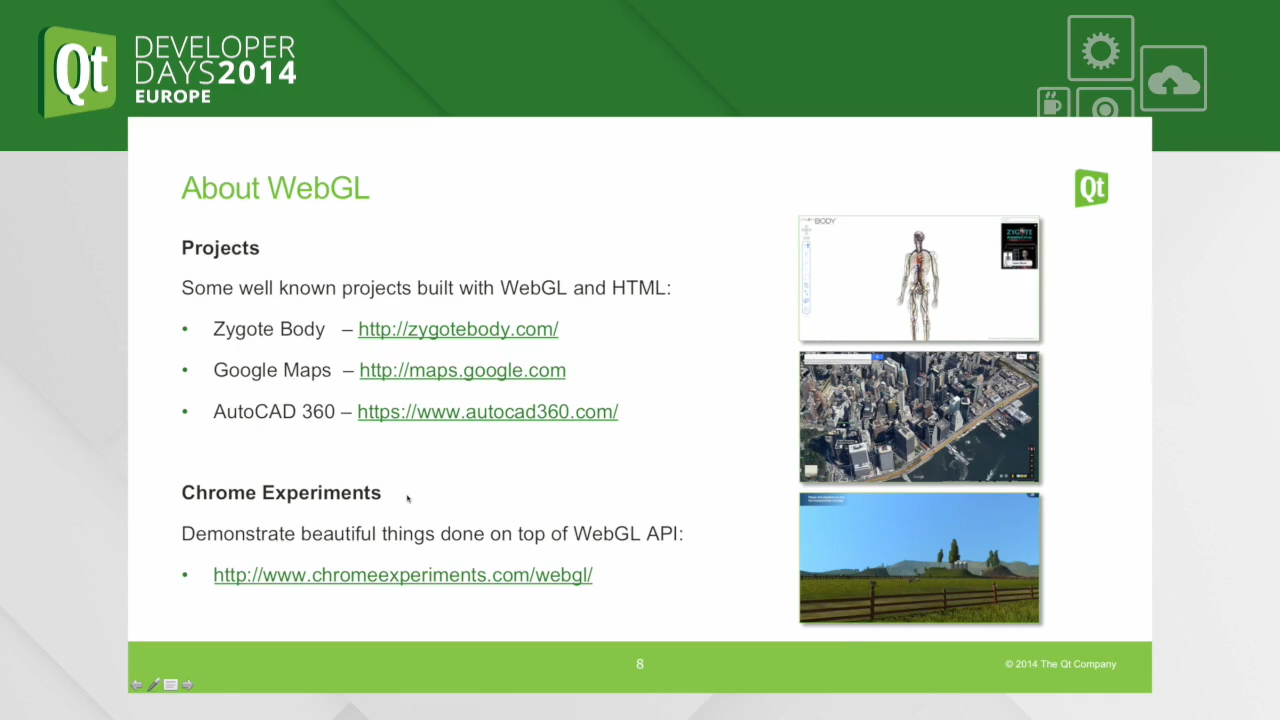 Qt DEVELOPER
DAYS2014
EUROPE
About WebGL
Qt
Projects
Some well known projects built with WebGL and HTML:
• Zygote Body – http://zygotebody.com/
• Google Maps – http://maps.google.com
• AutoCAD 360 – https://www.autocad360.com/
Chrome Experiments
Demonstrate beautiful things done on top of WebGL API:
• http://www.chromeexperiments.com/webgl/
BODY
ZYGOTE
Google
8
© 2014 The Qt Company